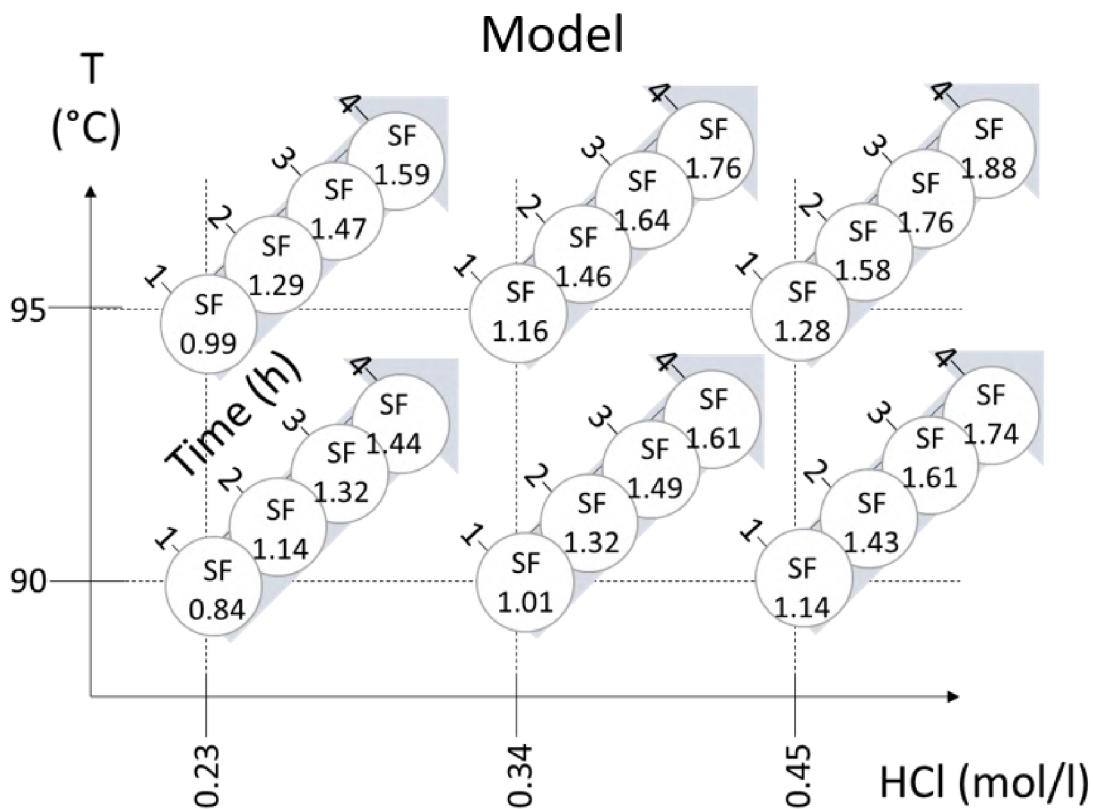 Model
T
(°C)
1
2
3
4
SF
0.99
SF
1.29
SF
1.47
SF
1.59
1
2
3
4
SF
1.16
SF
1.46
SF
1.64
SF
1.76
1
2
3
4
SF
1.28
SF
1.58
SF
1.76
SF
1.88
95
Time (h)
1
2
3
4
SF
0.84
SF
1.14
SF
1.32
SF
1.44
1
2
3
4
SF
1.01
SF
1.32
SF
1.49
SF
1.61
1
2
3
4
SF
1.14
SF
1.43
SF
1.61
SF
1.74
90
0.23
0.34
0.45
HCl (mol/l)